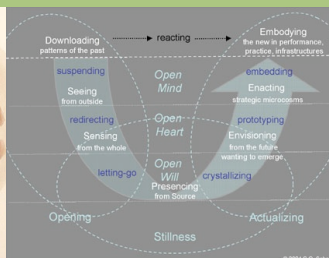 Downloading
patterns of the past
reacting
Embodying
the new in performance,
practice, infrastructures
suspending
Open
Mind
embedding
Seeing
from outside
Enacting
strategic microcosms
redirecting
Open
Heart
prototyping
Sensing
from the whole
Envisioning
from the future
wanting to emerge
letting-go
Open
Will
crystallizing
Presencing
from Source
Opening
Actualizing
Stillness